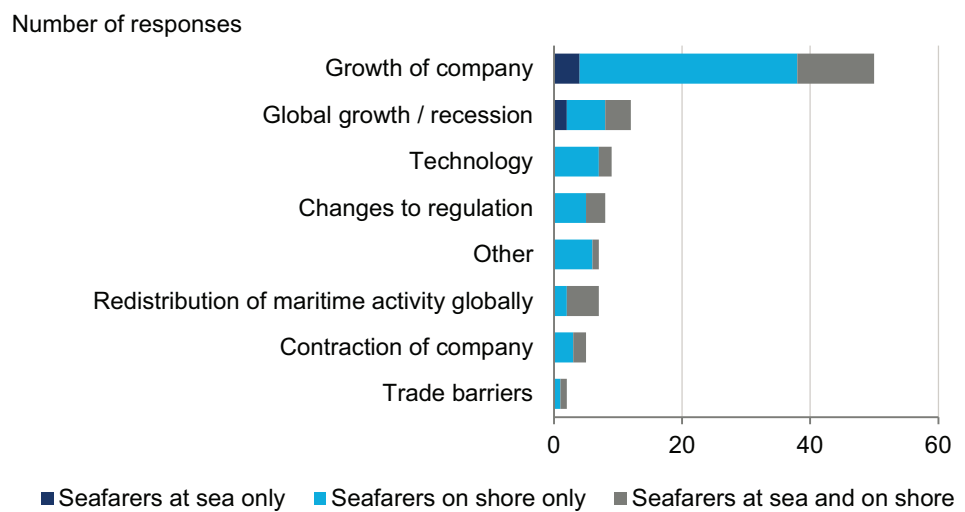 Number of responses
Growth of company
Global growth / recession
Technology
Changes to regulation
Other
Redistribution of maritime activity globally
Contraction of company
Trade barriers
0 20 40 60
Seafarers at sea only Seafarers on shore only Seafarers at sea and on shore